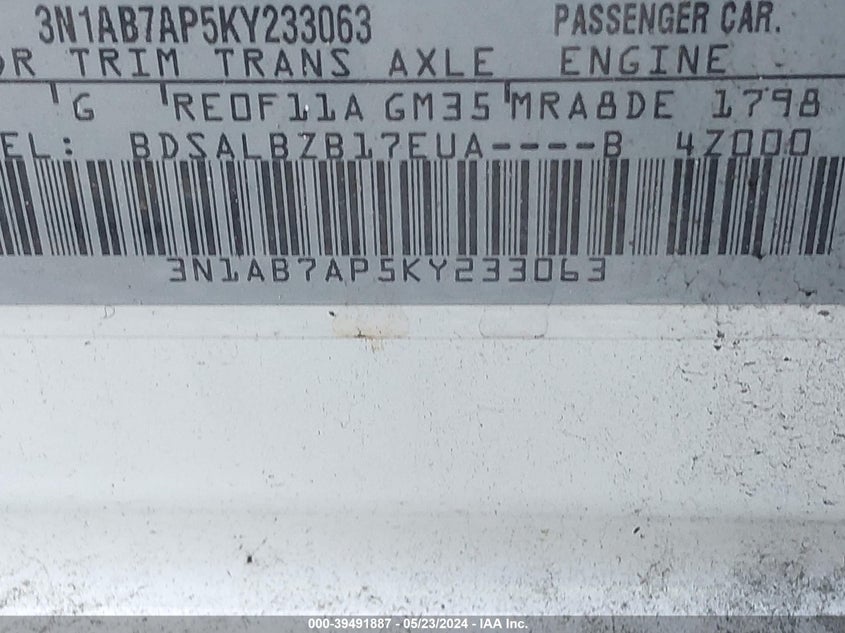 3N1AB7AP5KY233063 PASSENGER CAR.
OR TRIM TRANS AXLE ENGINE
G RE0F11A GM35 MRA8DE 1798
EL: BDSALBZB17EUA----B 4Z000
3N1AB7AP5KY233063
000-39491887 - 05/23/2024 - IAA Inc.